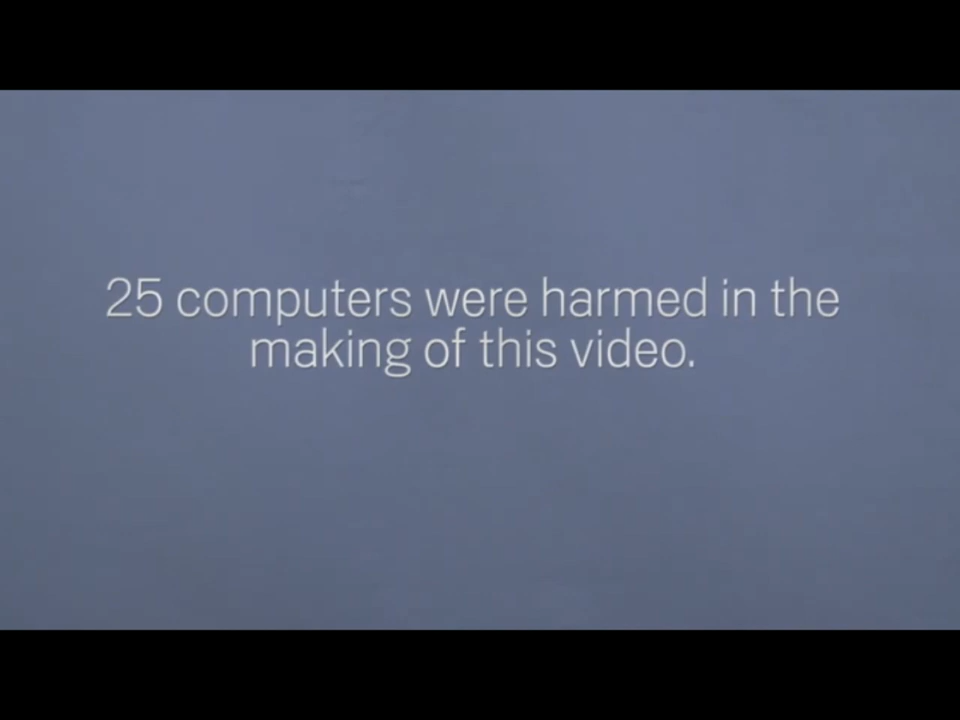 25 computers were harmed in the
making of this video.